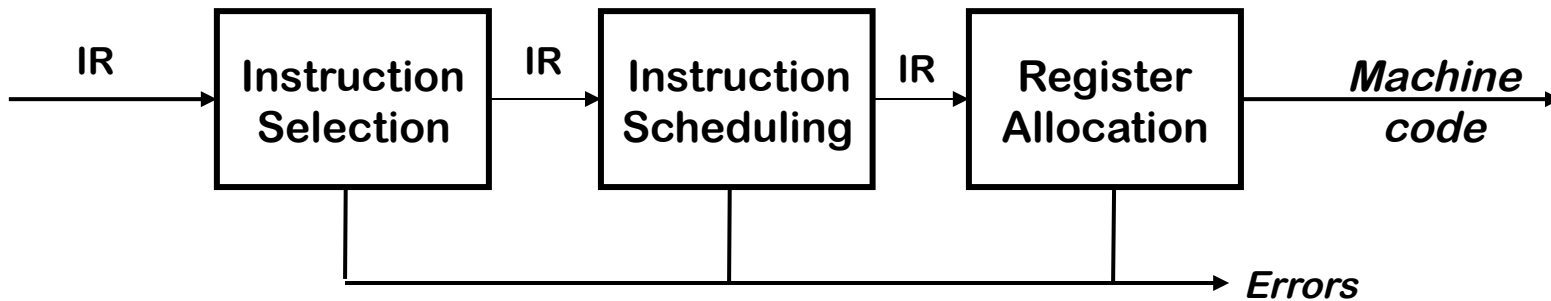 IR
Instruction
Selection
IR
Instruction
Scheduling
IR
Register
Allocation
Machine
code
Errors